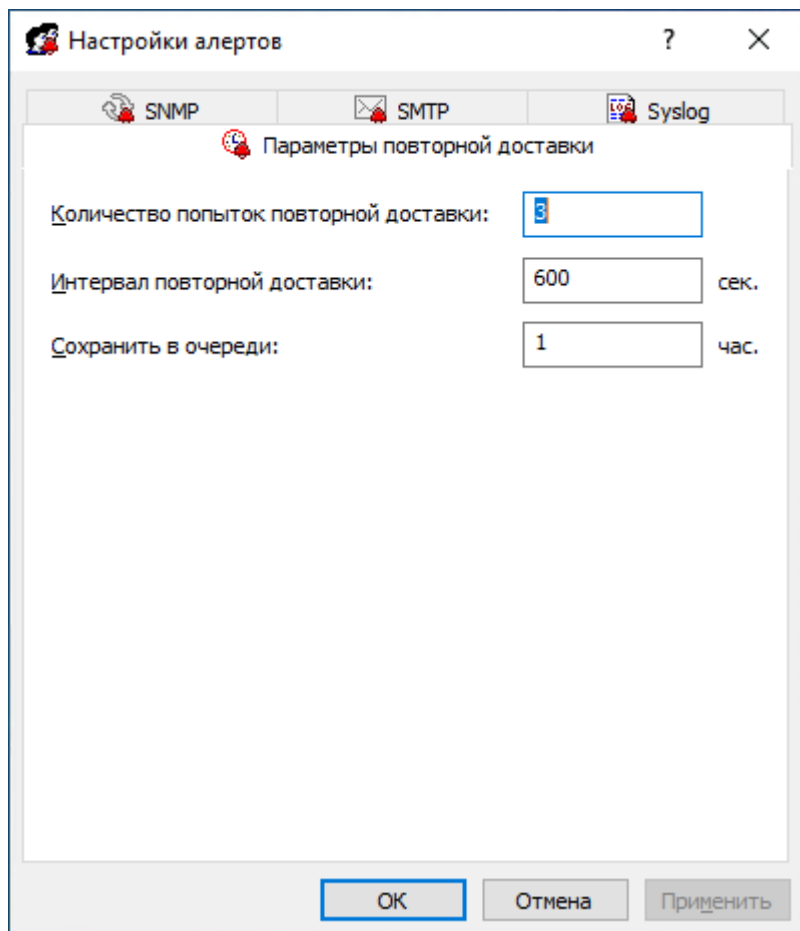 Настройки алертов ?
SNMP SMTP Syslog
Параметры повторной доставки
Количество попыток повторной доставки: 3
Интервал повторной доставки: 600 сек.
Сохранить в очереди: 1 час.
ОК Отмена Применить